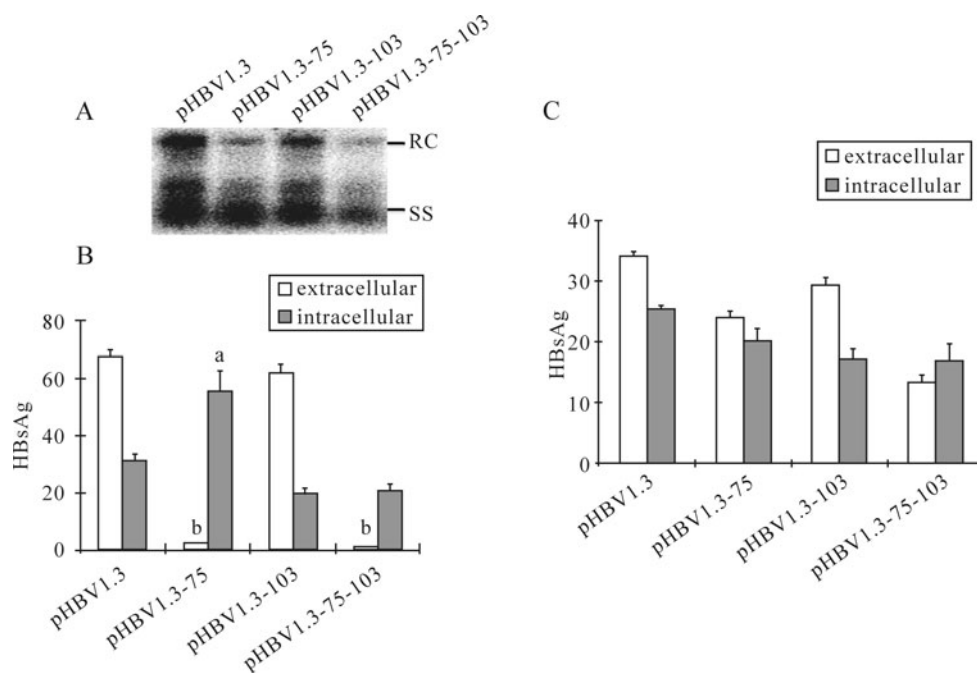 A
pHBV1.3
pHBV1.3-75
pHBV1.3-103
pHBV1.3-75-103
RC
SS
B
extracellular
intracellular
HBsAg
80
60
40
20
0
a
b
b
pHBV1.3
pHBV1.3-75
pHBV1.3-103
pHBV1.3-75-103
C
extracellular
intracellular
HBsAg
40
30
20
10
0
pHBV1.3
pHBV1.3-75
pHBV1.3-103
pHBV1.3-75-103